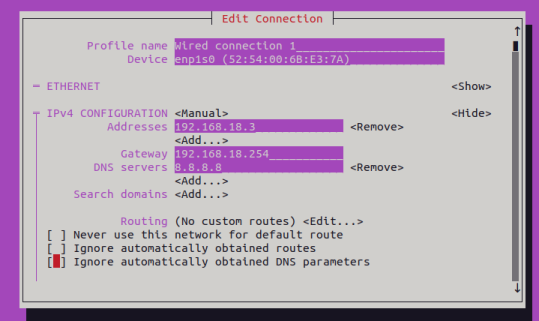 Edit Connection
Profile name Wired connection 1
Device enp1s0 (52:54:00:6B:E3:7A)
= ETHERNET <Show>
= IPv4 CONFIGURATION <Manual> <Hide>
Addresses 192.168.18.3 <Remove>
<Add...>
Gateway 192.168.18.254
DNS servers 8.8.8.8 <Remove>
<Add...>
Search domains <Add...>
Routing (No custom routes) <Edit...>
[ ] Never use this network for default route
[ ] Ignore automatically obtained routes
[ ] Ignore automatically obtained DNS parameters